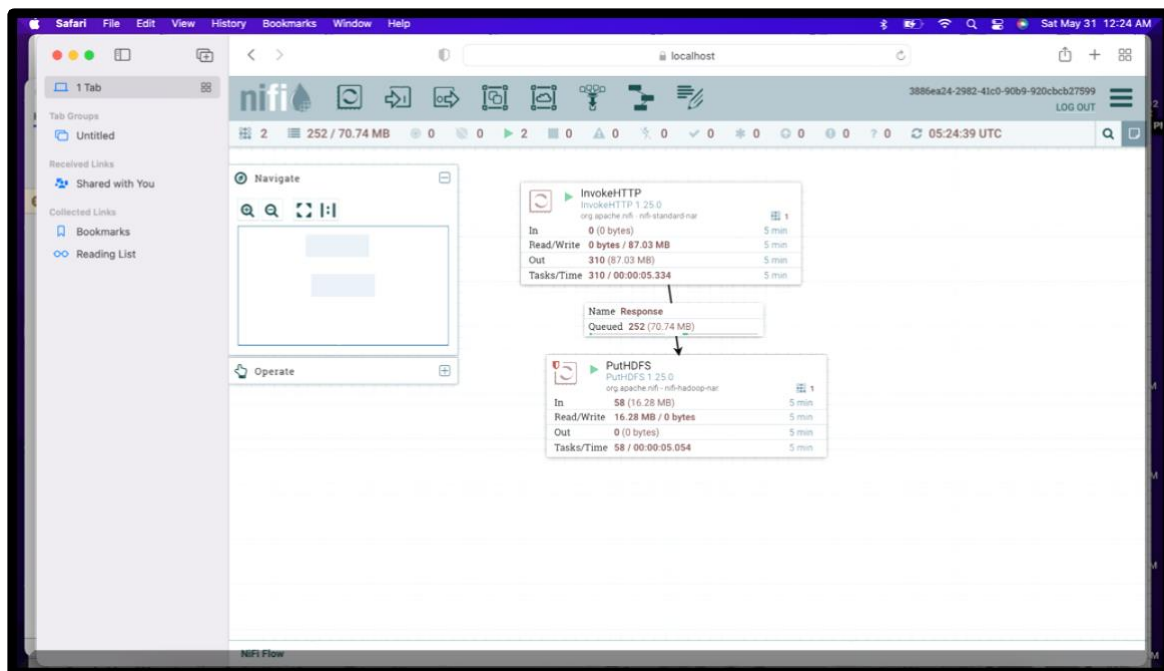 Safari File Edit View History Bookmarks Window Help Sat May 31 12:24 AM
localhost
1 Tab
Tab Groups
Untitled
Received Links
Shared with You
Collected Links
Bookmarks
Reading List
nifi
3886ea24-2982-41c0-90b9-920cbcb27599
LOG OUT
2 252 / 70.74 MB 0 0 2 0 0 0 0 0 0 0 ? 0 05:24:39 UTC
Navigate
Operate
InvokeHTTP
InvokeHTTP 1.25.0
org.apache.nifi - nifi-standard-nar
1
In 0 (0 bytes) 5 min
Read/Write 0 bytes / 87.03 MB 5 min
Out 310 (87.03 MB) 5 min
Tasks/Time 310 / 00:00:05.334 5 min
Name Response
Queued 252 (70.74 MB)
PutHDFS
PutHDFS 1.25.0
org.apache.nifi - nifi-hadoop-nar
1
In 58 (16.28 MB) 5 min
Read/Write 16.28 MB / 0 bytes 5 min
Out 0 (0 bytes) 5 min
Tasks/Time 58 / 00:00:05.054 5 min
NiFi Flow